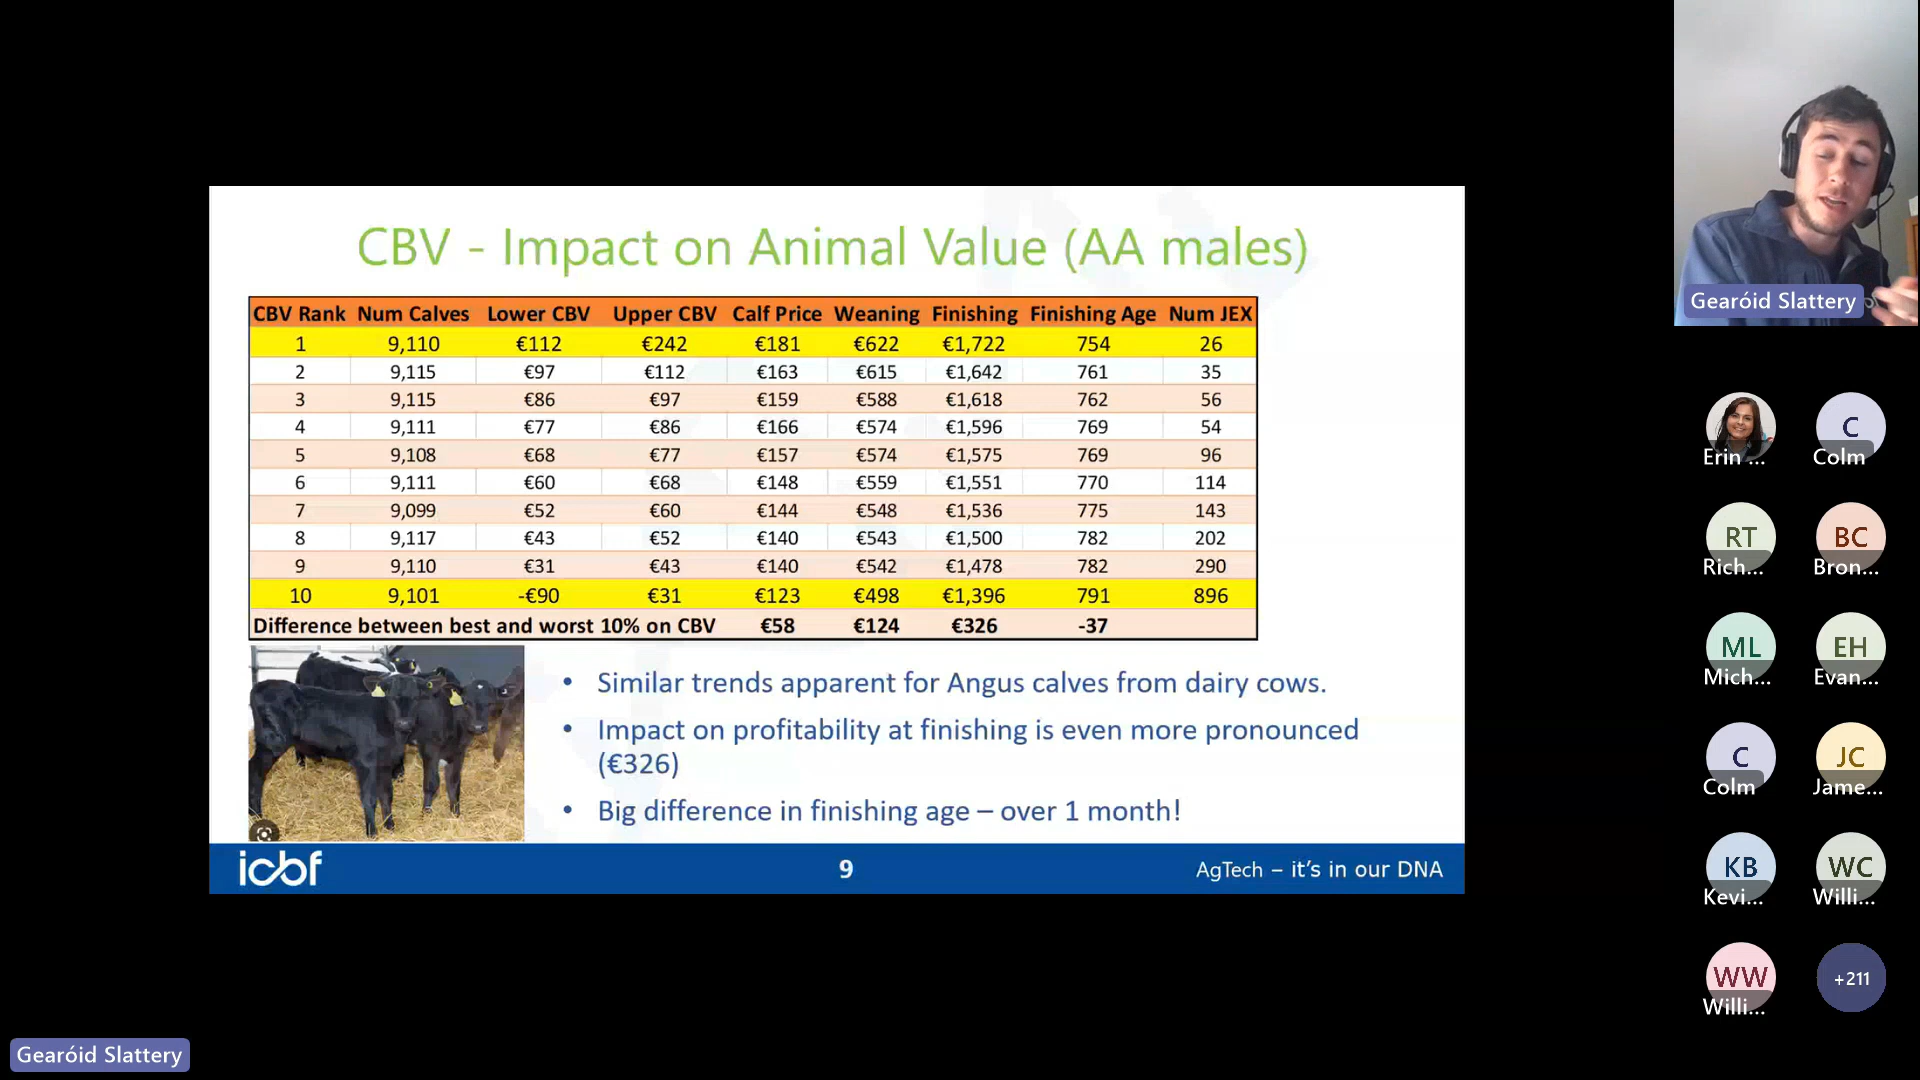 CBV - Impact on Animal Value (AA males)
CBV Rank Num Calves Lower CBV Upper CBV Calf Price Weaning Finishing Finishing Age Num JEX
1 9,110 €112 €242 €181 €622 €1,722 754 26
2 9,115 €97 €112 €163 €615 €1,642 761 35
3 9,115 €86 €97 €159 €588 €1,618 762 56
4 9,111 €77 €86 €166 €574 €1,596 769 54
5 9,108 €68 €77 €157 €574 €1,575 769 96
6 9,111 €60 €68 €148 €559 €1,551 770 114
7 9,099 €52 €60 €144 €548 €1,536 775 143
8 9,117 €43 €52 €140 €543 €1,500 782 202
9 9,110 €31 €43 €140 €542 €1,478 782 290
10 9,101 -€90 €31 €123 €498 €1,396 791 896
Difference between best and worst 10% on CBV €58 €124 €326 -37
• Similar trends apparent for Angus calves from dairy cows.
• Impact on profitability at finishing is even more pronounced
(€326)
• Big difference in finishing age – over 1 month!
icbf 9 AgTech – it's in our DNA
Gearóid Slattery
Gearóid Slattery
C
Erin ... Colm
RT BC
Rich... Bron...
ML EH
Mich... Evan...
C JC
Colm Jame...
KB WC
Kevi... Willi...
WW +211
Willi...